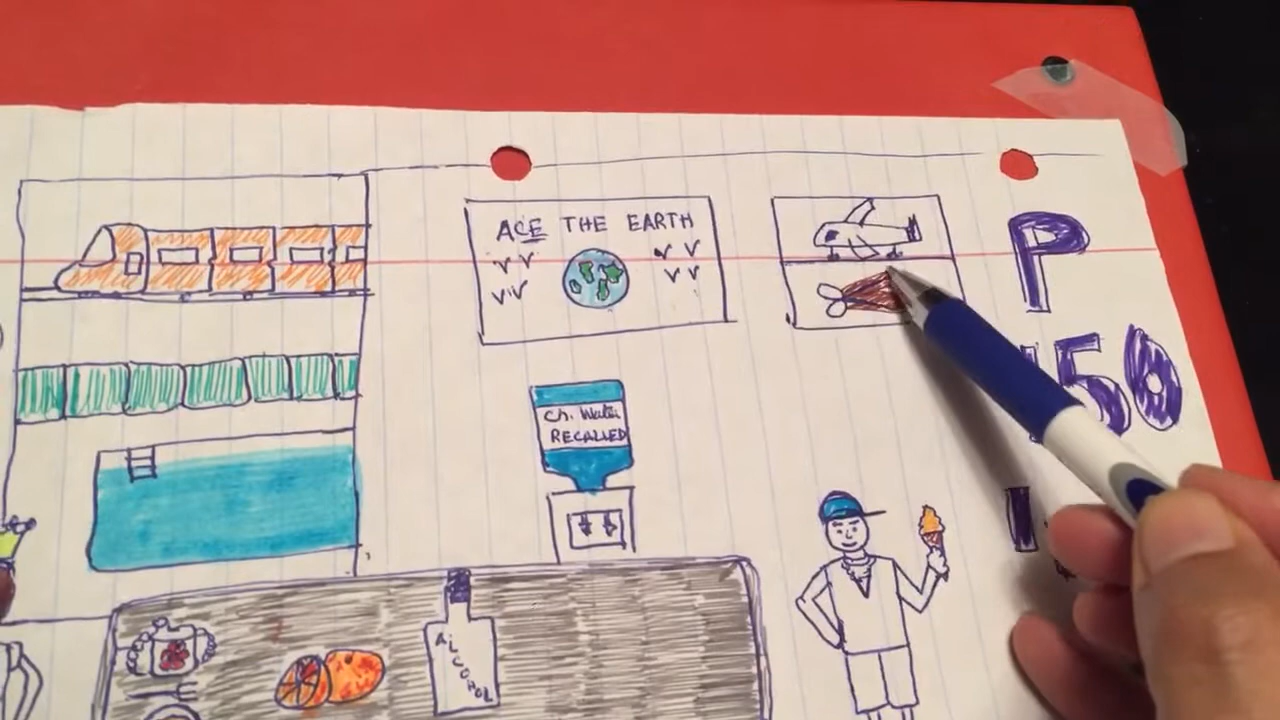 ACE THE EARTH
P
150
Ch. Water
RECALLED
ALCOHOL